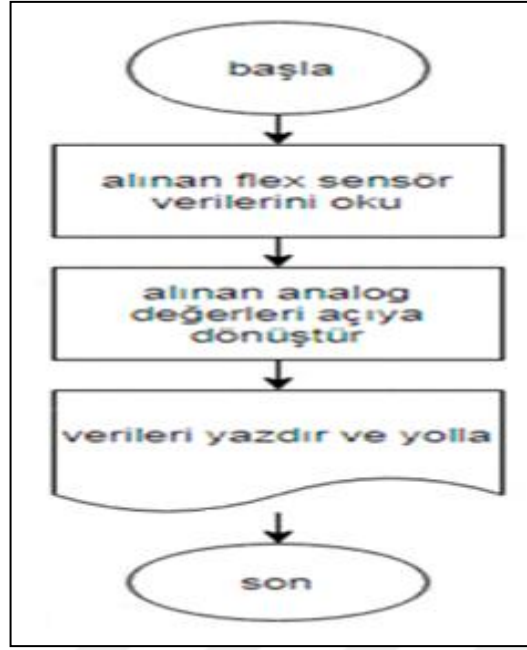 başla
alınan flex sensör
verilerini oku
alınan analog
değerleri açıya
dönüştür
verileri yazdır ve yolla
son